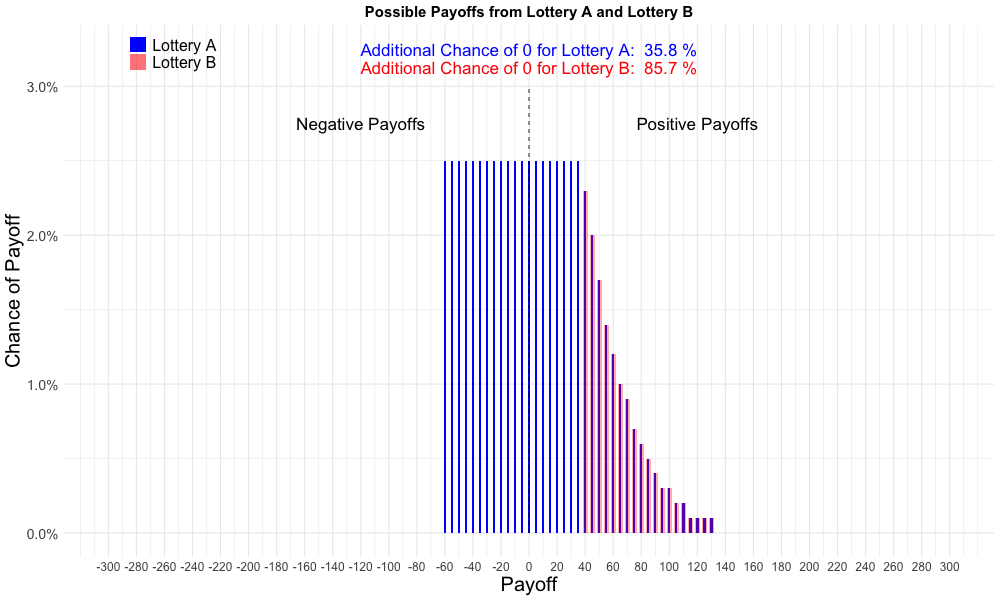 Possible Payoffs from Lottery A and Lottery B
Lottery A
Lottery B
Additional Chance of 0 for Lottery A: 35.8 %
Additional Chance of 0 for Lottery B: 85.7 %
Negative Payoffs
Positive Payoffs
Chance of Payoff
3.0%
2.0%
1.0%
0.0%
-300 -280 -260 -240 -220 -200 -180 -160 -140 -120 -100 -80 -60 -40 -20 0 20 40 60 80 100 120 140 160 180 200 220 240 260 280 300
Payoff